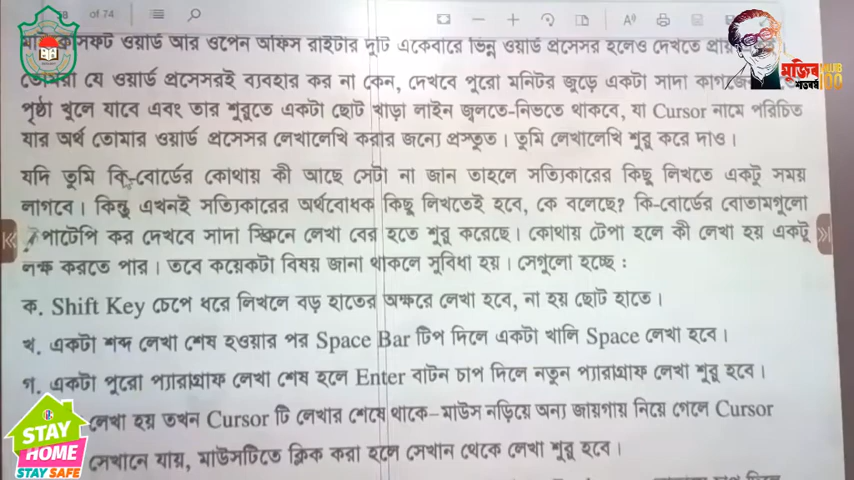 of 74
ওয়ার্ড আর ওপেন অফিস রাইটার দুটি একেবারে ভিন্ন ওয়ার্ড প্রসেসর হলেও দেখতে প্রায়
তোমরা যে ওয়ার্ড প্রসেসরই ব্যবহার কর না কেন, দেখবে পুরো মনিটর জুড়ে একটা সাদা
পৃষ্ঠা খুলে যাবে এবং তার শুরুতে একটা ছোট খাড়া লাইন জ্বলতে-নিভতে থাকবে, যা Cursor নামে পরিচিত
যার অর্থ তোমার ওয়ার্ড প্রসেসর লেখালেখি করার জন্যে প্রস্তুত। তুমি লেখালেখি শুরু করে দাও।
যদি তুমি কি-বোর্ডের কোথায় কী আছে সেটা না জান তাহলে সত্যিকারের কিছু লিখতে একটু সময়
লাগবে। কিন্তু এখনই সত্যিকারের অর্থবোধক কিছু লিখতেই হবে, কে বলেছে? কি-বোর্ডের বোতামগুলো
টেপাটেপি কর দেখবে সাদা স্ক্রিনে লেখা বের হতে শুরু করেছে। কোথায় টেপা হলে কী লেখা হয় একটু
লক্ষ করতে পার। তবে কয়েকটা বিষয় জানা থাকলে সুবিধা হয়। সেগুলো হচ্ছে :
ক. Shift Key চেপে ধরে লিখলে বড় হাতের অক্ষরে লেখা হবে, না হয় ছোট হাতে।
খ. একটা শব্দ লেখা শেষ হওয়ার পর Space Bar টিপ দিলে একটা খালি Space লেখা হবে।
গ. একটা পুরো প্যারাগ্রাফ লেখা শেষ হলে Enter বাটন চাপ দিলে নতুন প্যারাগ্রাফ লেখা শুরু হবে।
লেখা হয় তখন Cursor টি লেখার শেষে থাকে–মাউস নড়িয়ে অন্য জায়গায় নিয়ে গেলে Cursor
সেখানে যায়, মাউসটিতে ক্লিক করা হলে সেখান থেকে লেখা শুরু হবে।
মুজিব
শতবর্ষ
MUJIB
100
STAY
HOME
STAY SAFE